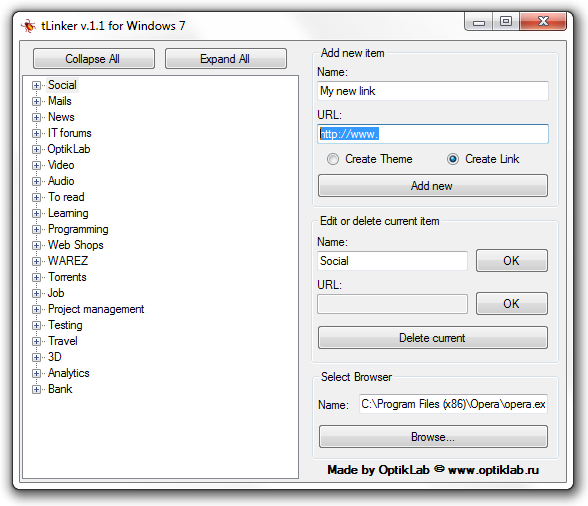 tLinker v.1.1 for Windows 7
Collapse All
Expand All
Social
Mails
News
IT forums
OptikLab
Video
Audio
To read
Learning
Programming
Web Shops
WAREZ
Torrents
Job
Project management
Testing
Travel
3D
Analytics
Bank
Add new item
Name:
My new link
URL:
http://www.
Create Theme
Create Link
Add new
Edit or delete current item
Name:
Social
OK
URL:
OK
Delete current
Select Browser
Name:
C:\Program Files (x86)\Opera\opera.ex
Browse...
Made by OptikLab © www.optiklab.ru